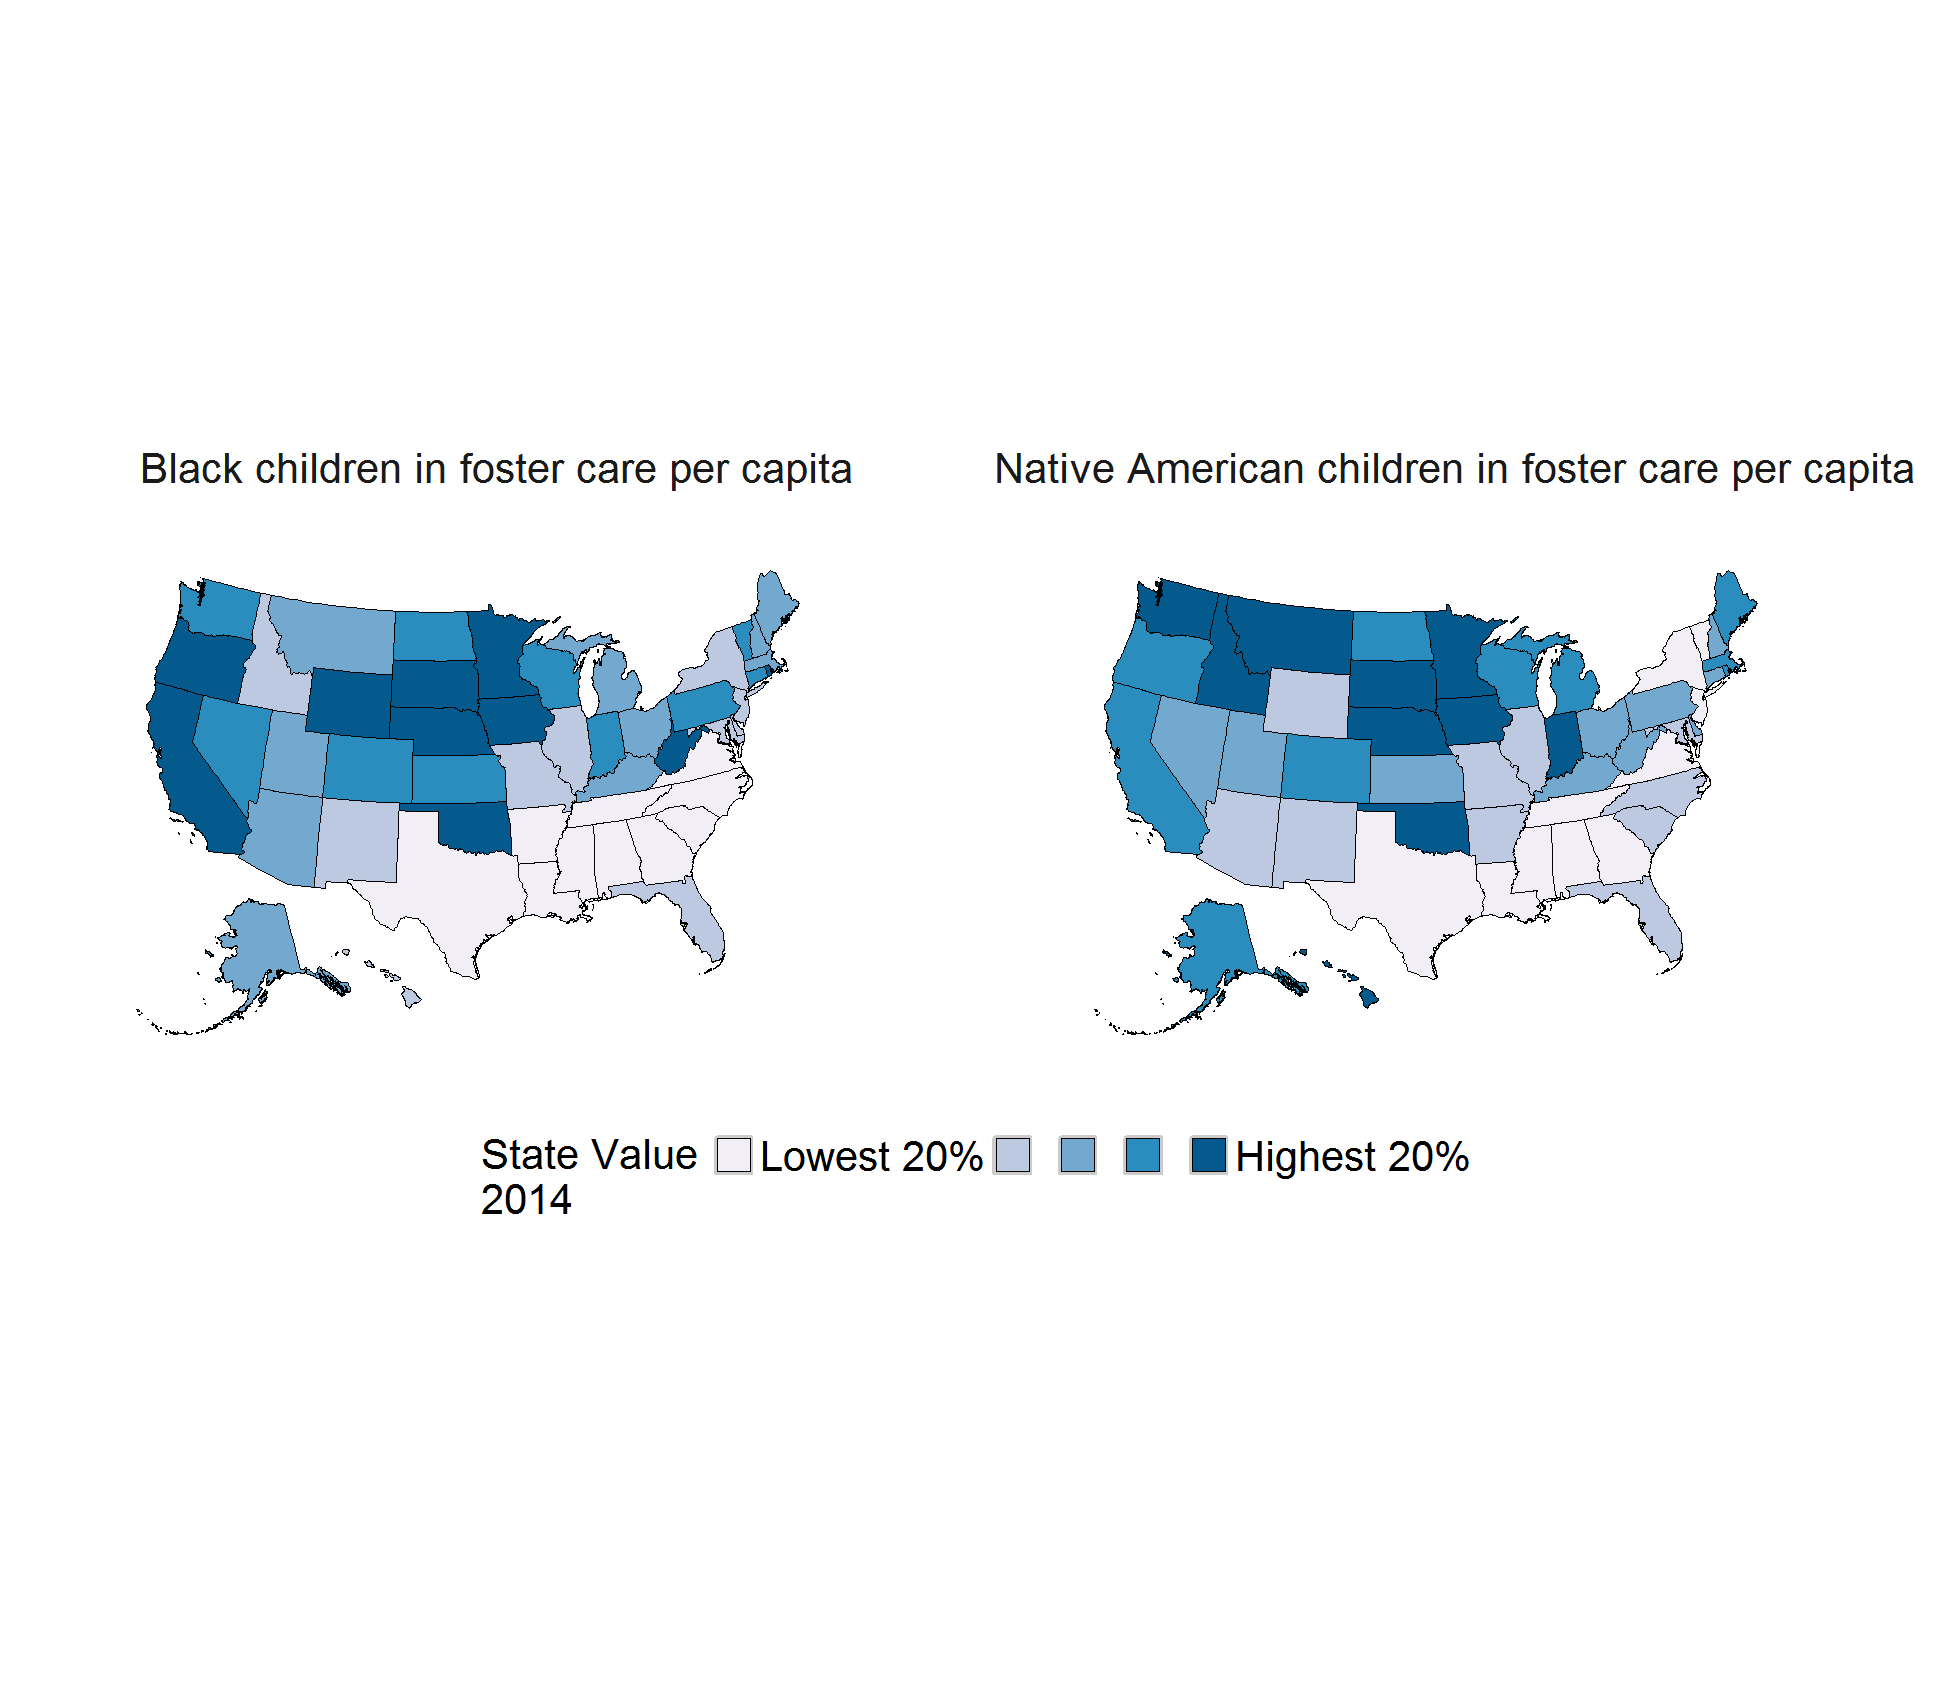 Black children in foster care per capita
Native American children in foster care per capita
State Value
2014
Lowest 20%
Highest 20%